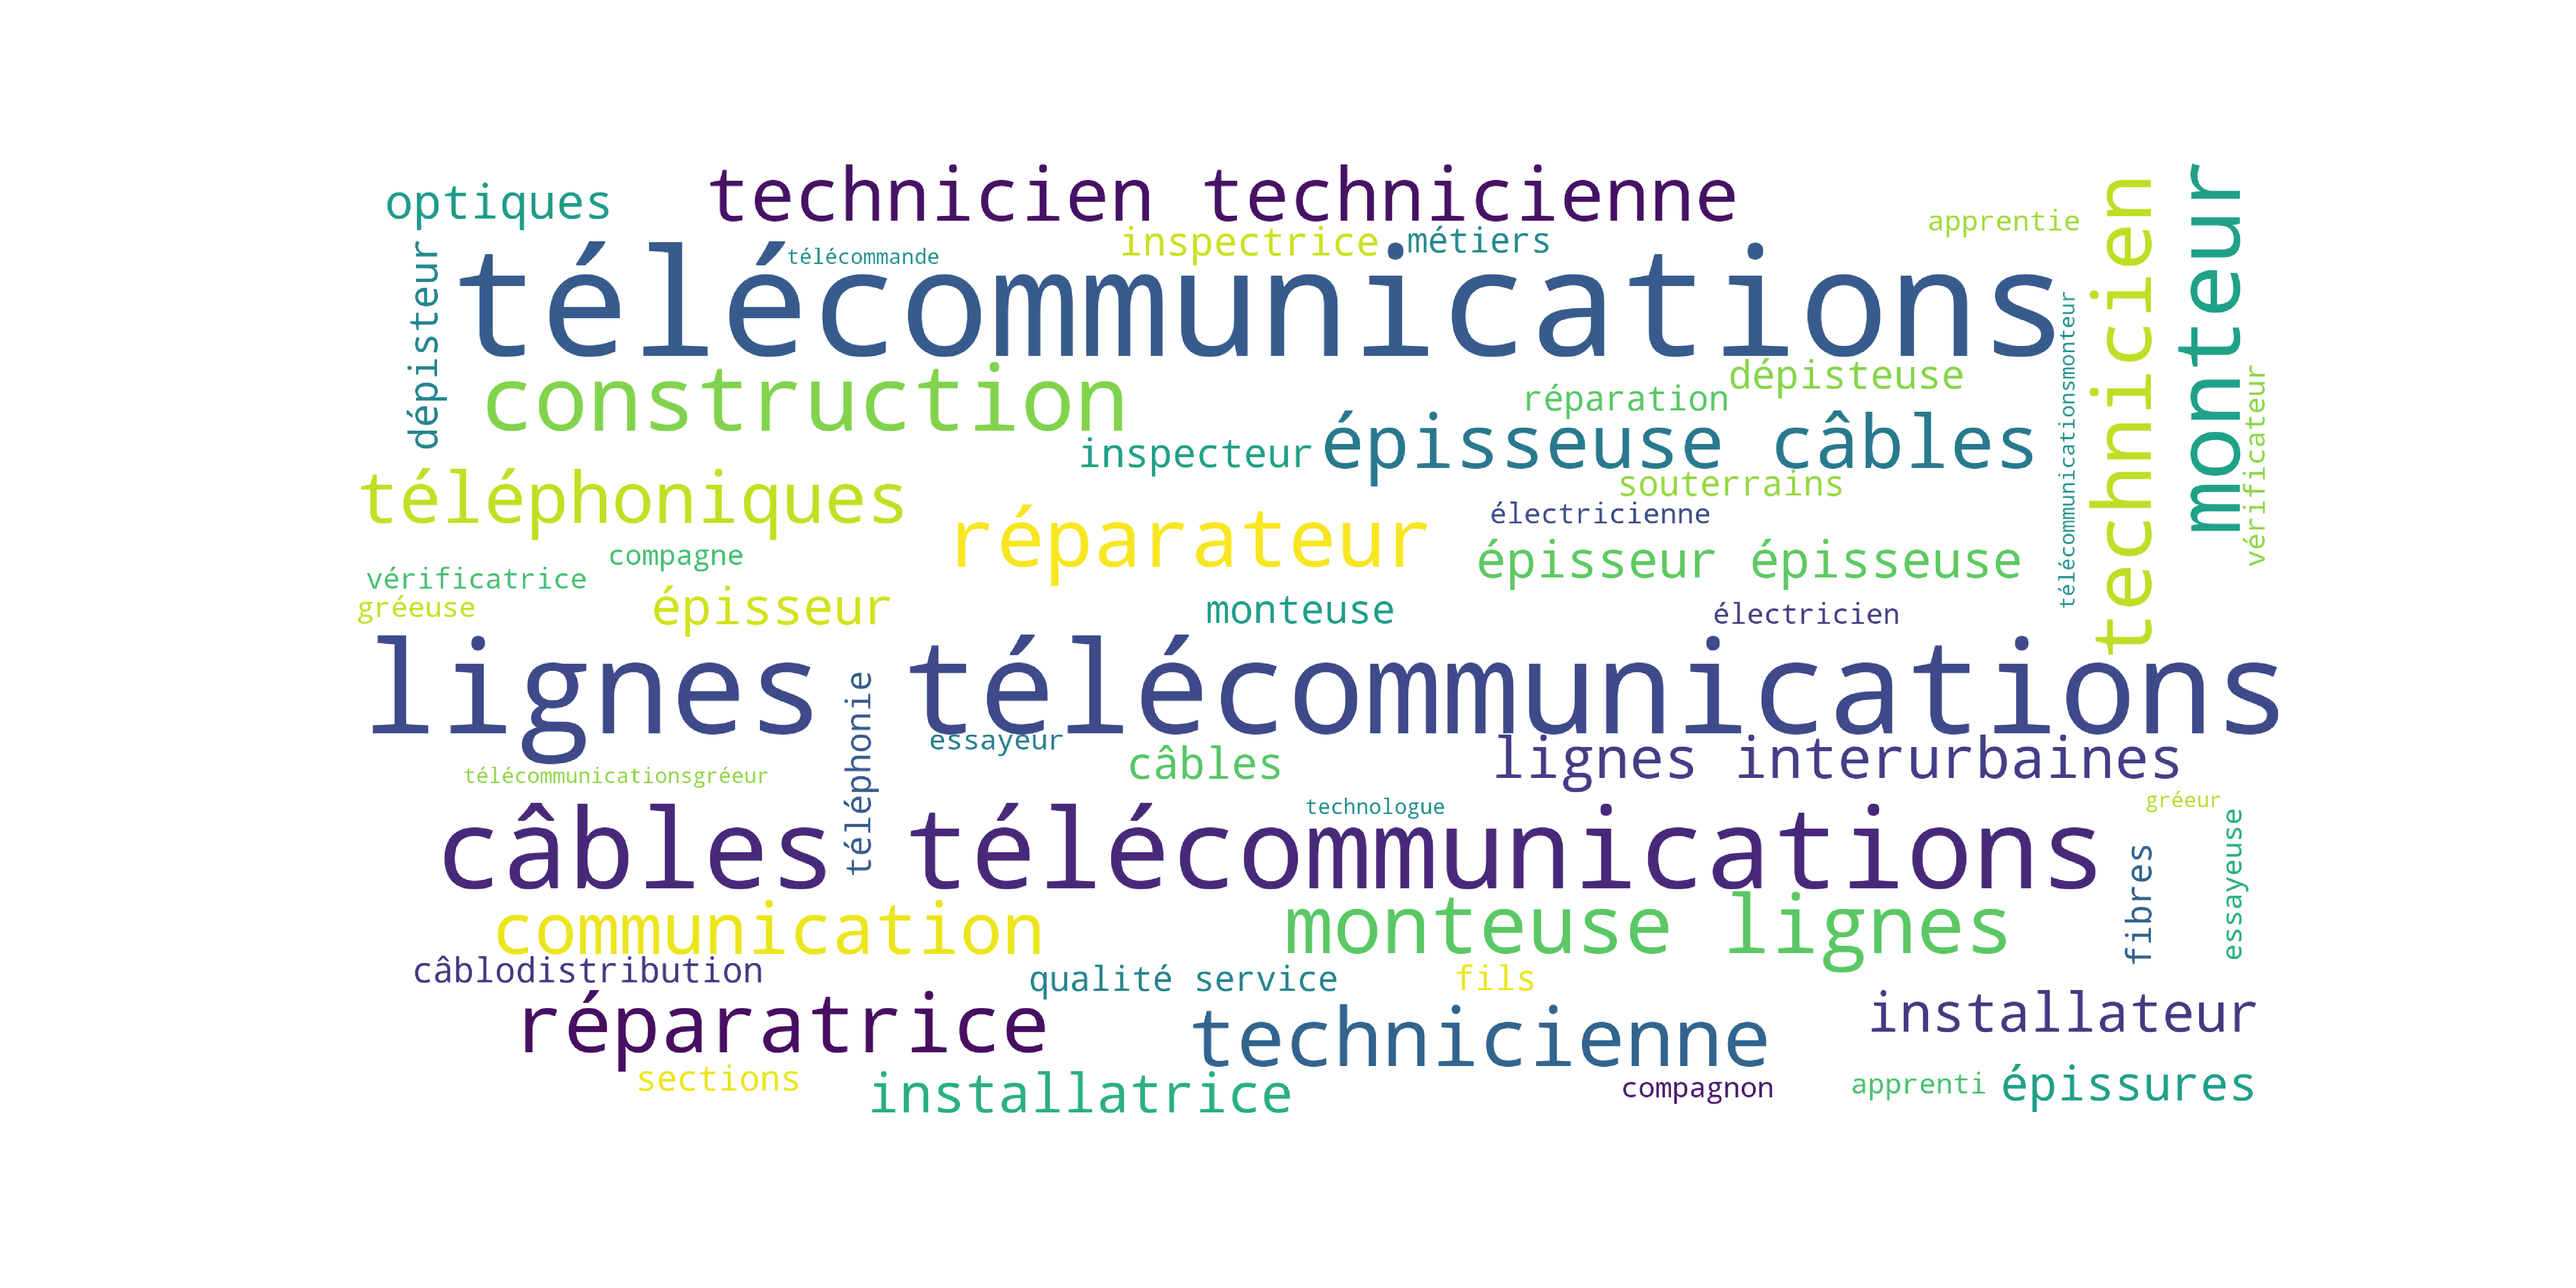 technicien technicienne
optiques
inspectrice
métiers
apprentie
télécommande
télécommunications
dépisteur
technicien
monteur
construction
dépisteuse
réparation
épisseuse câbles
inspecteur
télécommunicationsmonteur
vérificateur
téléphoniques
souterrains
réparateur
électricienne
compagne
épisseur épisseuse
vérificatrice
gréeuse
épisseur
monteuse
électricien
lignes télécommunications
téléphonie
essayeur
câbles
lignes interurbaines
télécommunicationsgréeur
technologue
gréeur
câbles télécommunications
fibres
essayeuse
communication
monteuse lignes
câblodistribution
qualité service
fils
réparatrice
technicienne
installateur
sections
installatrice
compagnon
apprenti
épissures